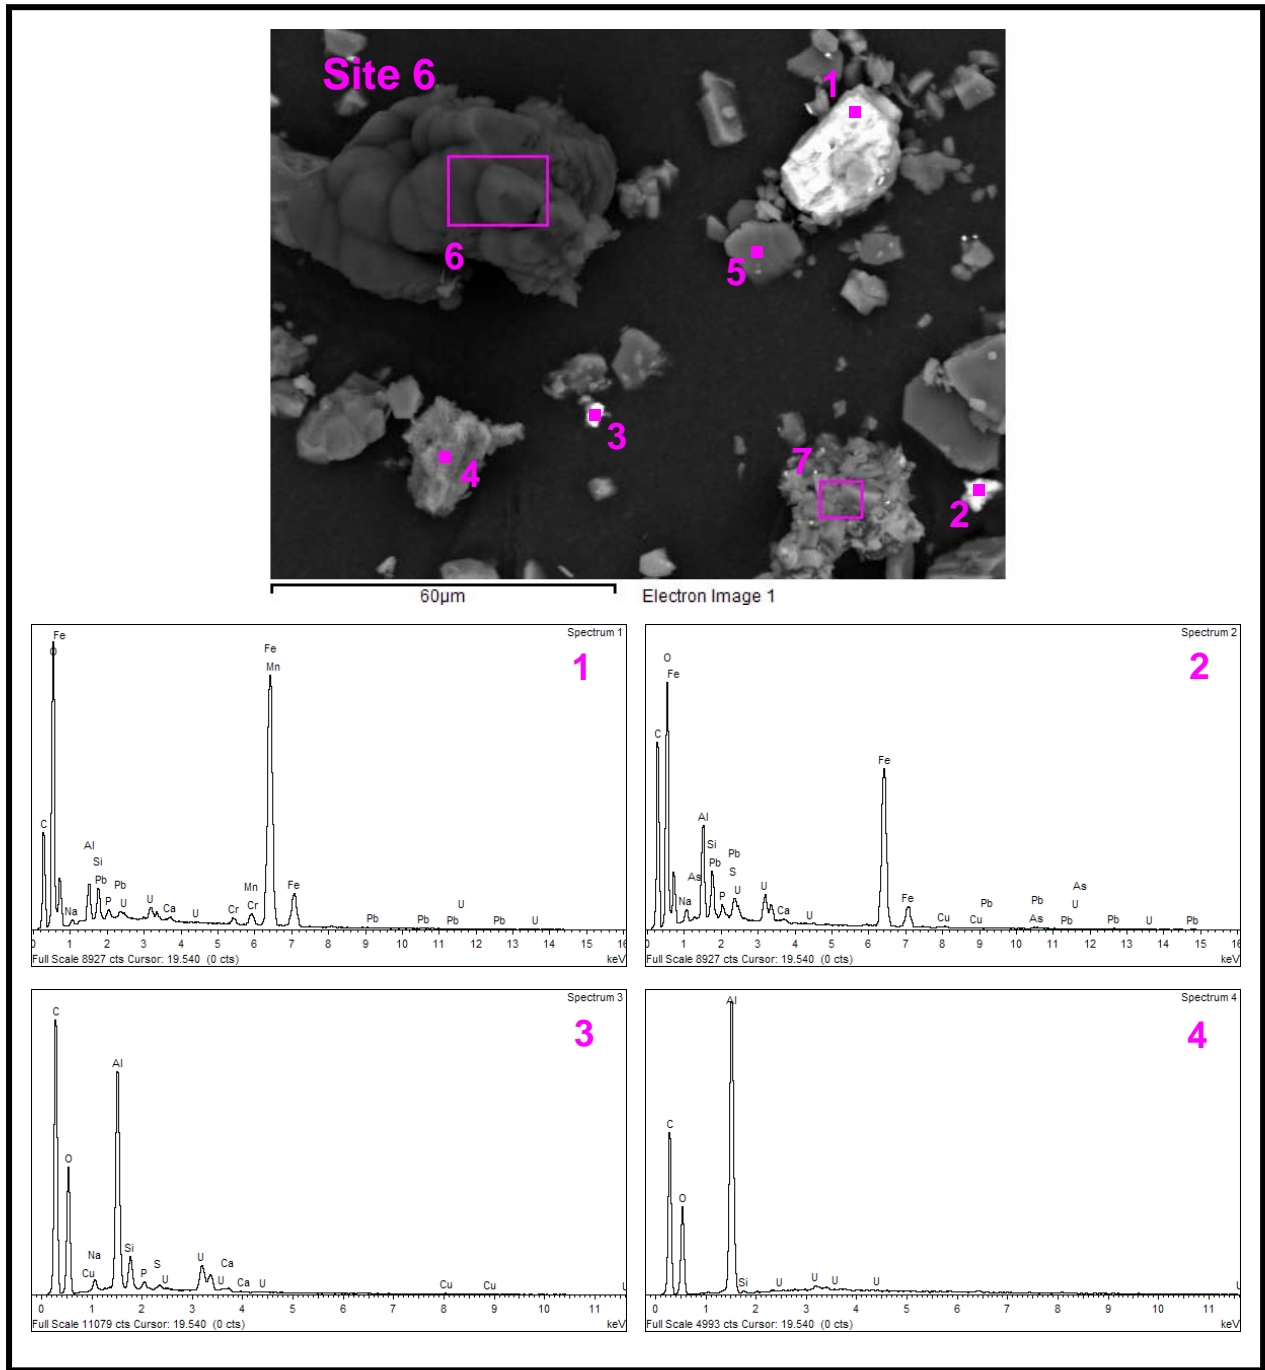 Site 6
1
6
5
3
4
7
2
60µm Electron Image 1
Spectrum 1
Fe
O
1
Fe
Mn
C
Al
Si
Pb Pb
Na P U U Ca U Cr Mn Cr Fe
Pb Pb Pb U Pb U
0 1 2 3 4 5 6 7 8 9 10 11 12 13 14 15 16
Full Scale 8927 cts Cursor: 19.540 (0 cts) keV
Spectrum 2
O
Fe
2
C
Fe
Al
Si Pb
As Pb S
Na P U U Ca U Fe
Cu Cu Pb Pb As As U Pb Pb U Pb
0 1 2 3 4 5 6 7 8 9 10 11 12 13 14 15 16
Full Scale 8927 cts Cursor: 19.540 (0 cts) keV
Spectrum 3
C
3
Al
O
Na Si S U Ca
Cu P U U Ca U Cu Cu U
0 1 2 3 4 5 6 7 8 9 10 11
Full Scale 11079 cts Cursor: 19.540 (0 cts) keV
Spectrum 4
Al
4
C
O
Si U U U U U
0 1 2 3 4 5 6 7 8 9 10 11
Full Scale 4993 cts Cursor: 19.540 (0 cts) keV